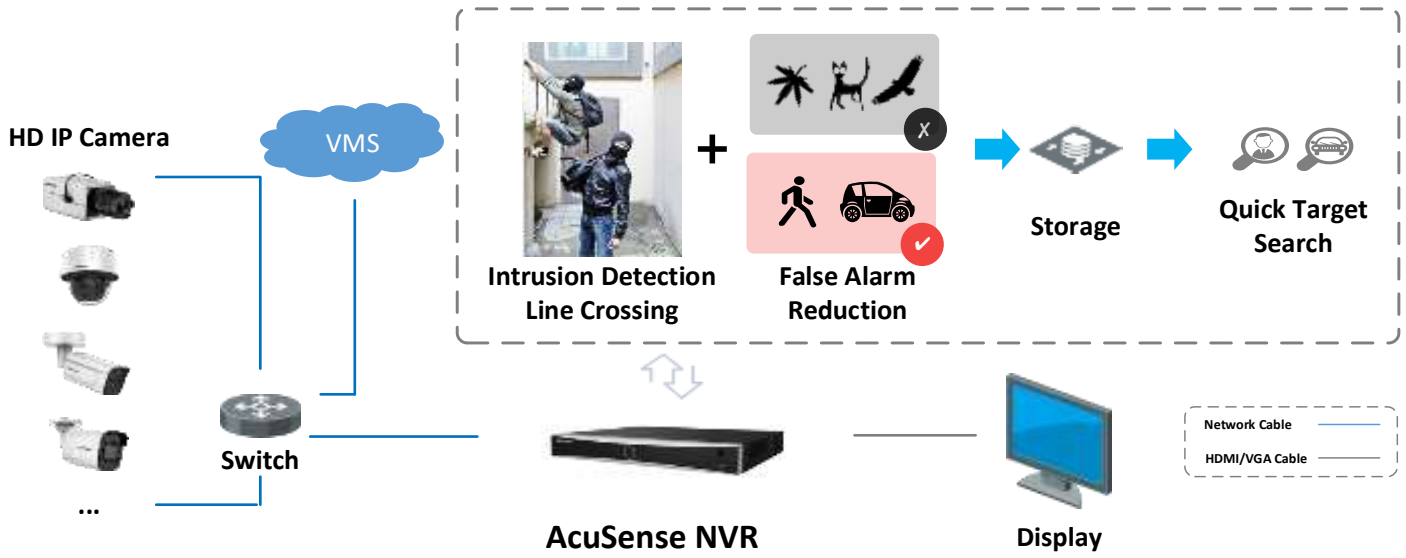 HD IP Camera
...
VMS
Switch
Intrusion Detection
Line Crossing
+
False Alarm
Reduction
Storage
Quick Target
Search
AcuSense NVR
Display
Network Cable
HDMI/VGA Cable